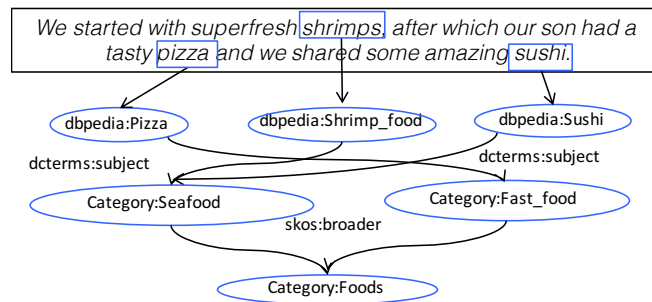 We started with superfresh shrimps, after which our son had a
tasty pizza and we shared some amazing sushi.
dbpedia:Pizza
dbpedia:Shrimp_food
dbpedia:Sushi
dcterms:subject
dcterms:subject
Category:Seafood
Category:Fast_food
skos:broader
Category:Foods